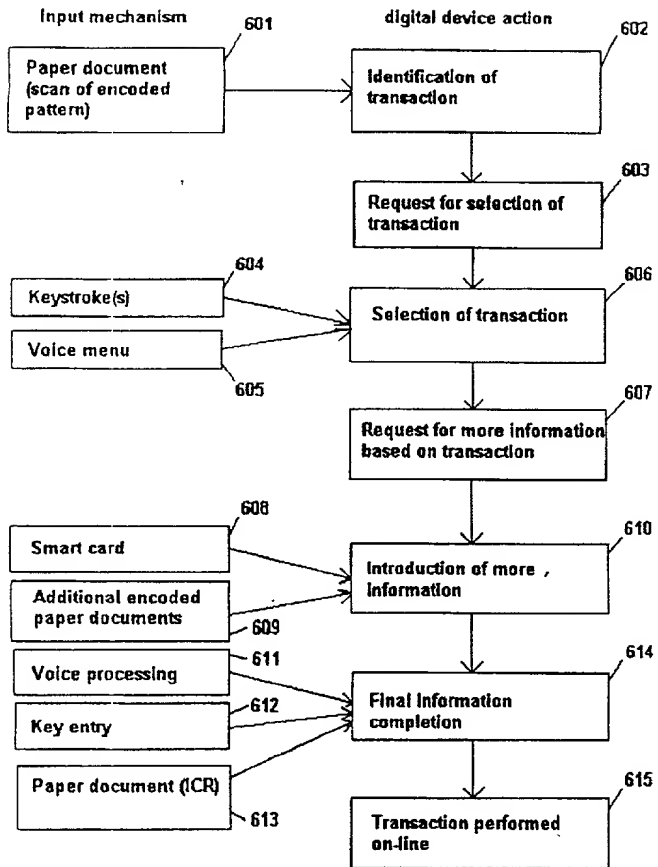 Input mechanism
digital device action
601
602
Paper document
(scan of encoded
pattern)
Identification of
transaction
603
Request for selection of
transaction
604
606
Keystroke(s)
Selection of transaction
Voice menu
605
607
Request for more information
based on transaction
608
610
Smart card
Introduction of more
information
Additional encoded
paper documents
609
611
614
Voice processing
Final Information
completion
612
Key entry
Paper document (ICR)
613
615
Transaction performed
on-line